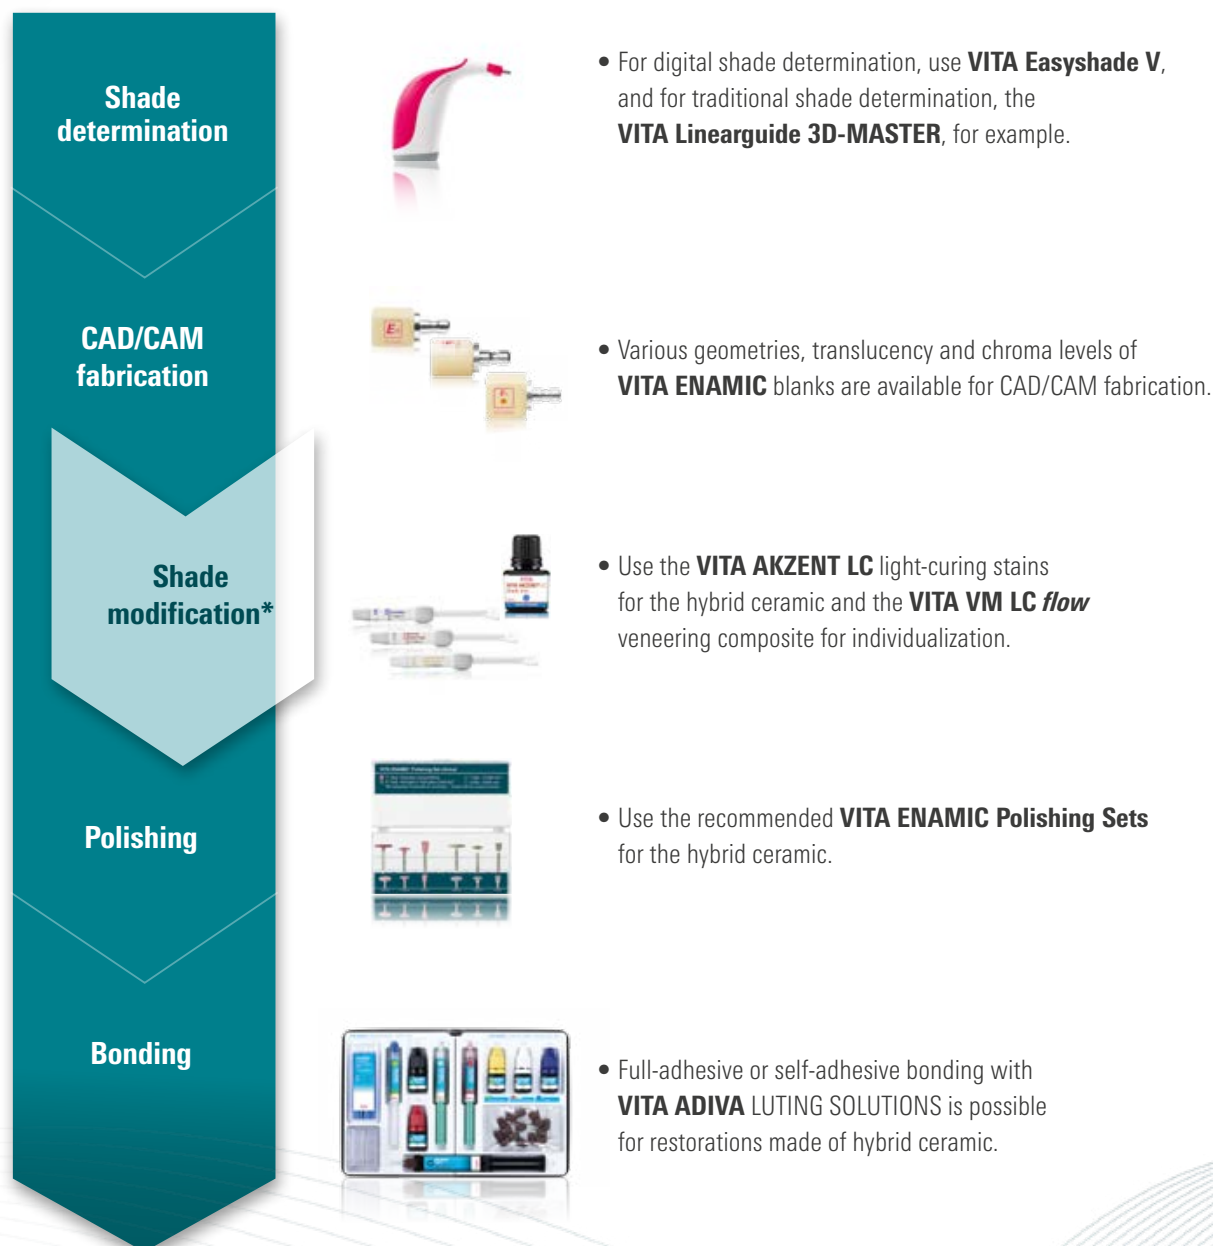 Shade
determination
• For digital shade determination, use VITA Easyshade V,
and for traditional shade determination, the
VITA Linearguide 3D-MASTER, for example.
CAD/CAM
fabrication
• Various geometries, translucency and chroma levels of
VITA ENAMIC blanks are available for CAD/CAM fabrication.
Shade
modification*
• Use the VITA AKZENT LC light-curing stains
for the hybrid ceramic and the VITA VM LC flow
veneering composite for individualization.
Polishing
• Use the recommended VITA ENAMIC Polishing Sets
for the hybrid ceramic.
Bonding
• Full-adhesive or self-adhesive bonding with
VITA ADIVA LUTING SOLUTIONS is possible
for restorations made of hybrid ceramic.